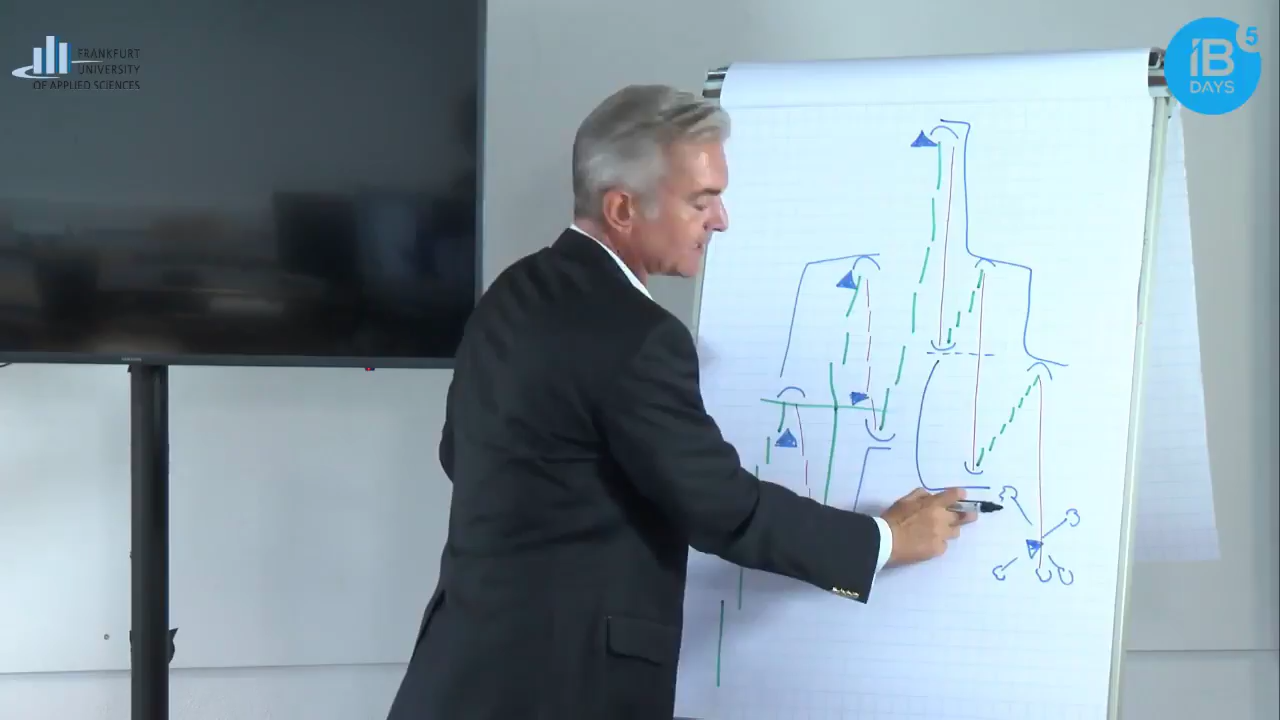 FRANKFURT
UNIVERSITY
OF APPLIED SCIENCES
iB 5
DAYS